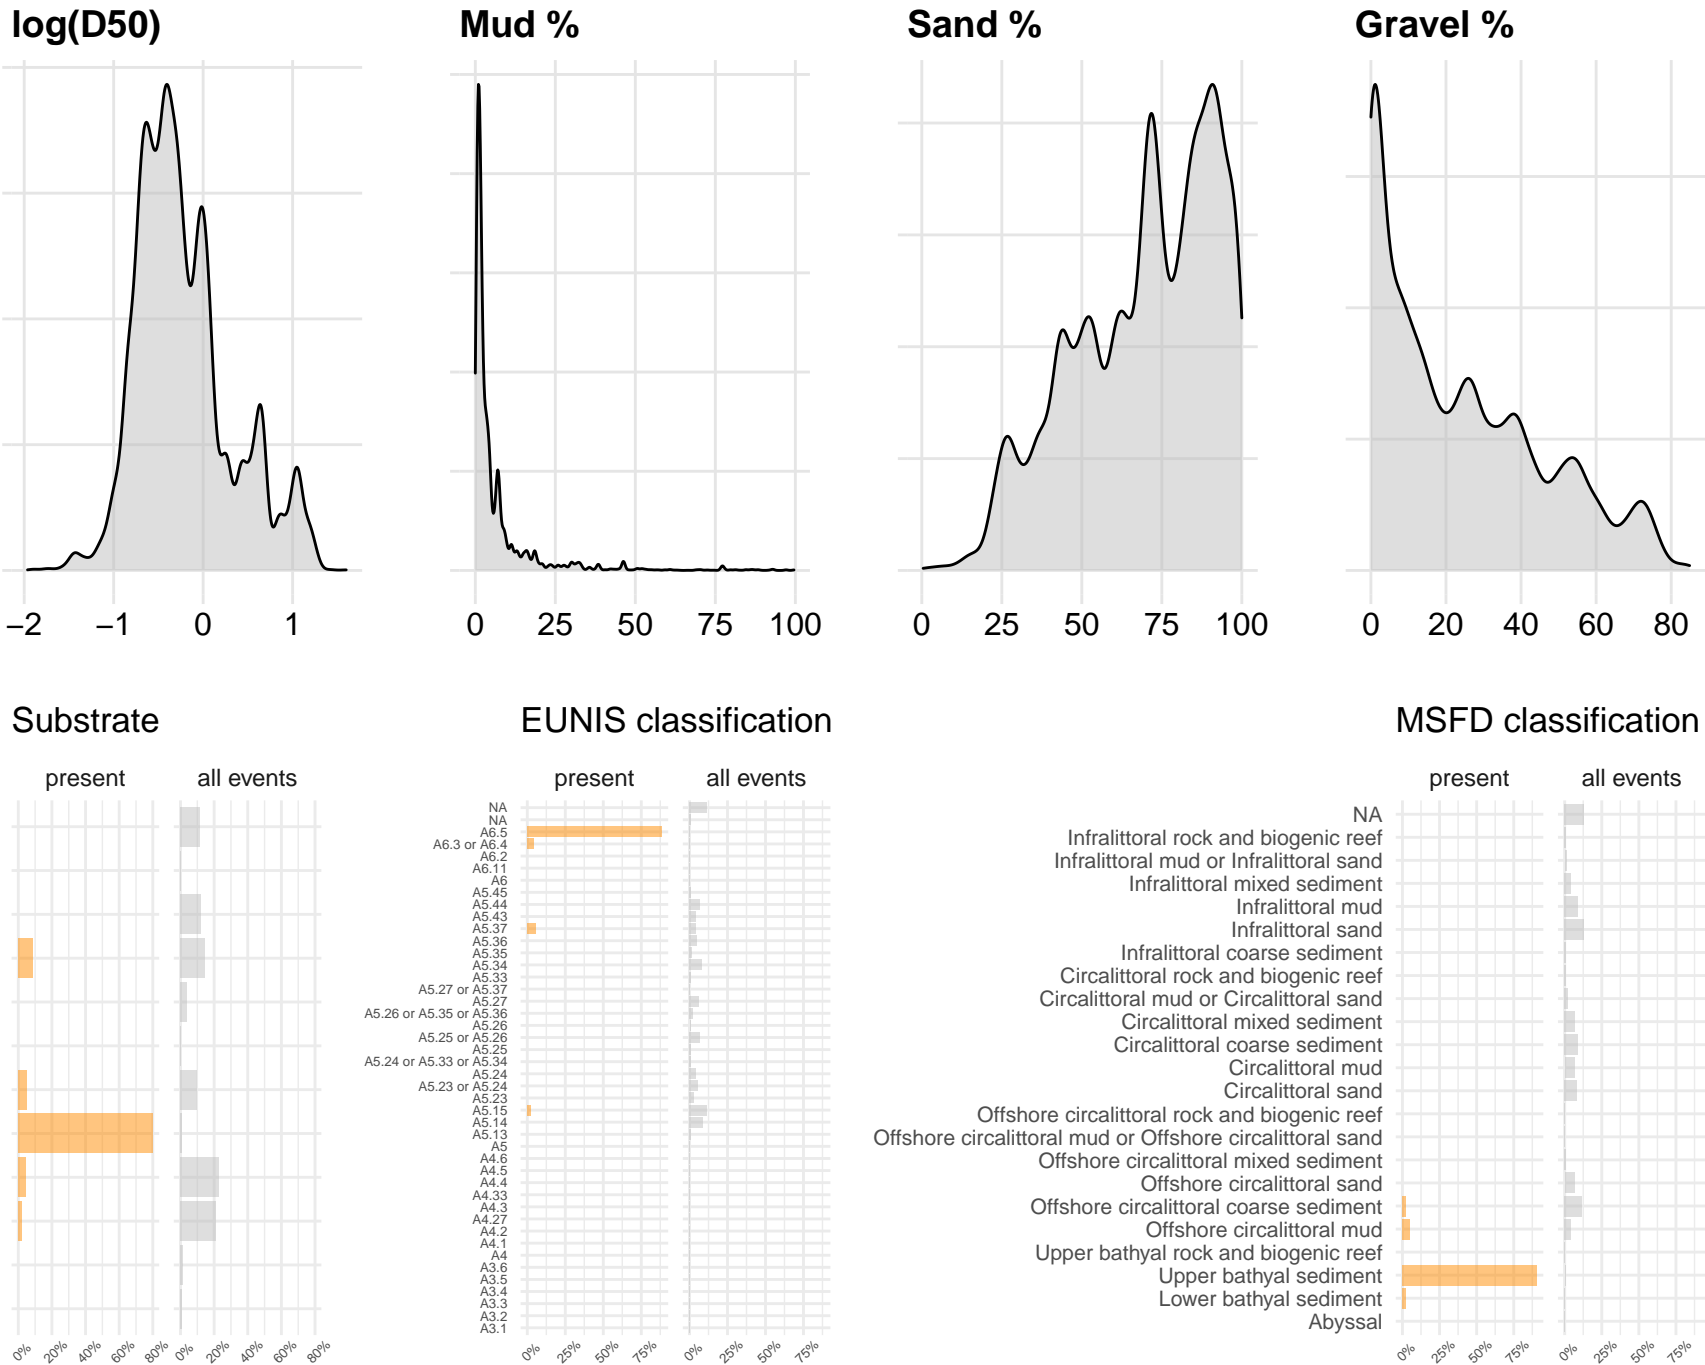 log(D50)
Mud %
Sand %
Gravel %
−2 −1 0 1
0 25 50 75 100
0 25 50 75 100
0 20 40 60 80
Substrate
present all events
0% 20% 40% 60% 80%
0% 20% 40% 60% 80%
EUNIS classification
present all events
NA
NA
A6.5
A6.3 or A6.4
A6.2
A6.11
A6
A5.45
A5.44
A5.43
A5.37
A5.36
A5.35
A5.34
A5.33
A5.27 or A5.37
A5.27
A5.26 or A5.35 or A5.36
A5.26
A5.25 or A5.26
A5.25
A5.24 or A5.33 or A5.34
A5.24
A5.23 or A5.24
A5.23
A5.15
A5.14
A5.13
A5
A4.6
A4.5
A4.4
A4.33
A4.3
A4.27
A4.2
A4.1
A4
A3.6
A3.5
A3.4
A3.3
A3.2
A3.1
0% 25% 50% 75%
0% 25% 50% 75%
MSFD classification
present all events
NA
Infralittoral rock and biogenic reef
Infralittoral mud or Infralittoral sand
Infralittoral mixed sediment
Infralittoral mud
Infralittoral sand
Infralittoral coarse sediment
Circalittoral rock and biogenic reef
Circalittoral mud or Circalittoral sand
Circalittoral mixed sediment
Circalittoral coarse sediment
Circalittoral mud
Circalittoral sand
Offshore circalittoral rock and biogenic reef
Offshore circalittoral mud or Offshore circalittoral sand
Offshore circalittoral mixed sediment
Offshore circalittoral sand
Offshore circalittoral coarse sediment
Offshore circalittoral mud
Upper bathyal rock and biogenic reef
Upper bathyal sediment
Lower bathyal sediment
Abyssal
0% 25% 50% 75%
0% 25% 50% 75%